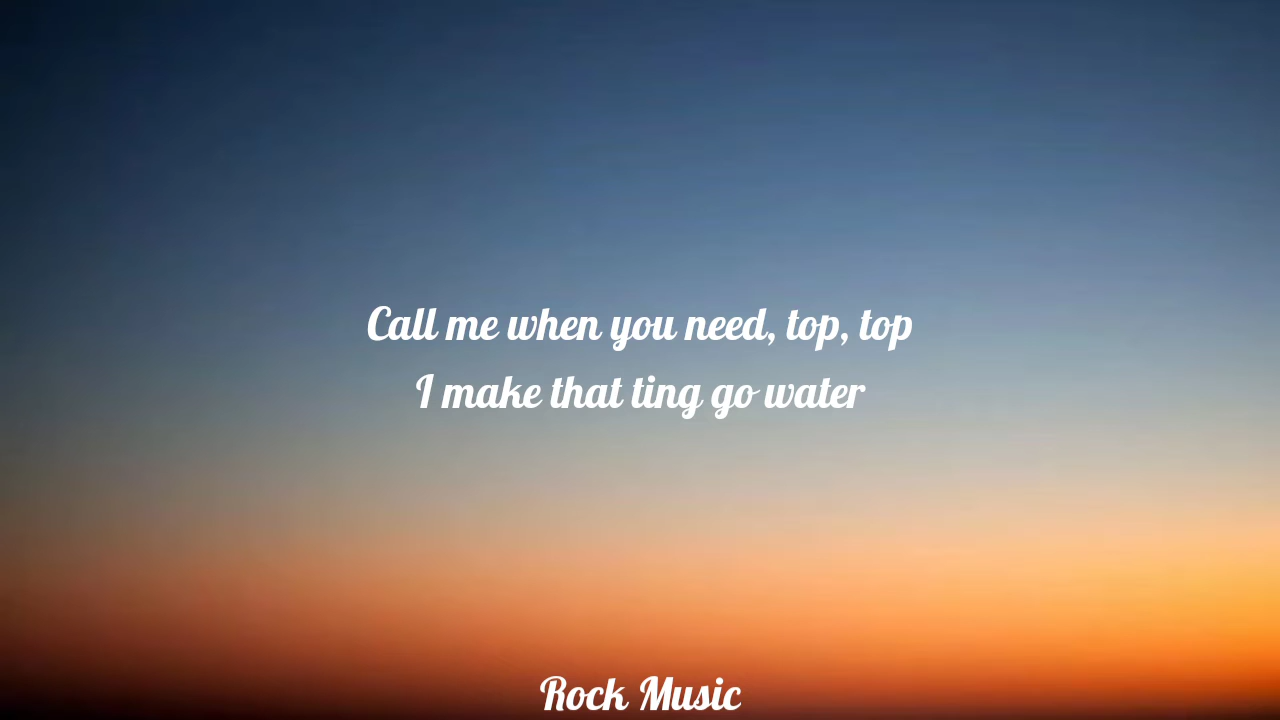 Call me when you need, top, top
I make that ting go water
Rock Music